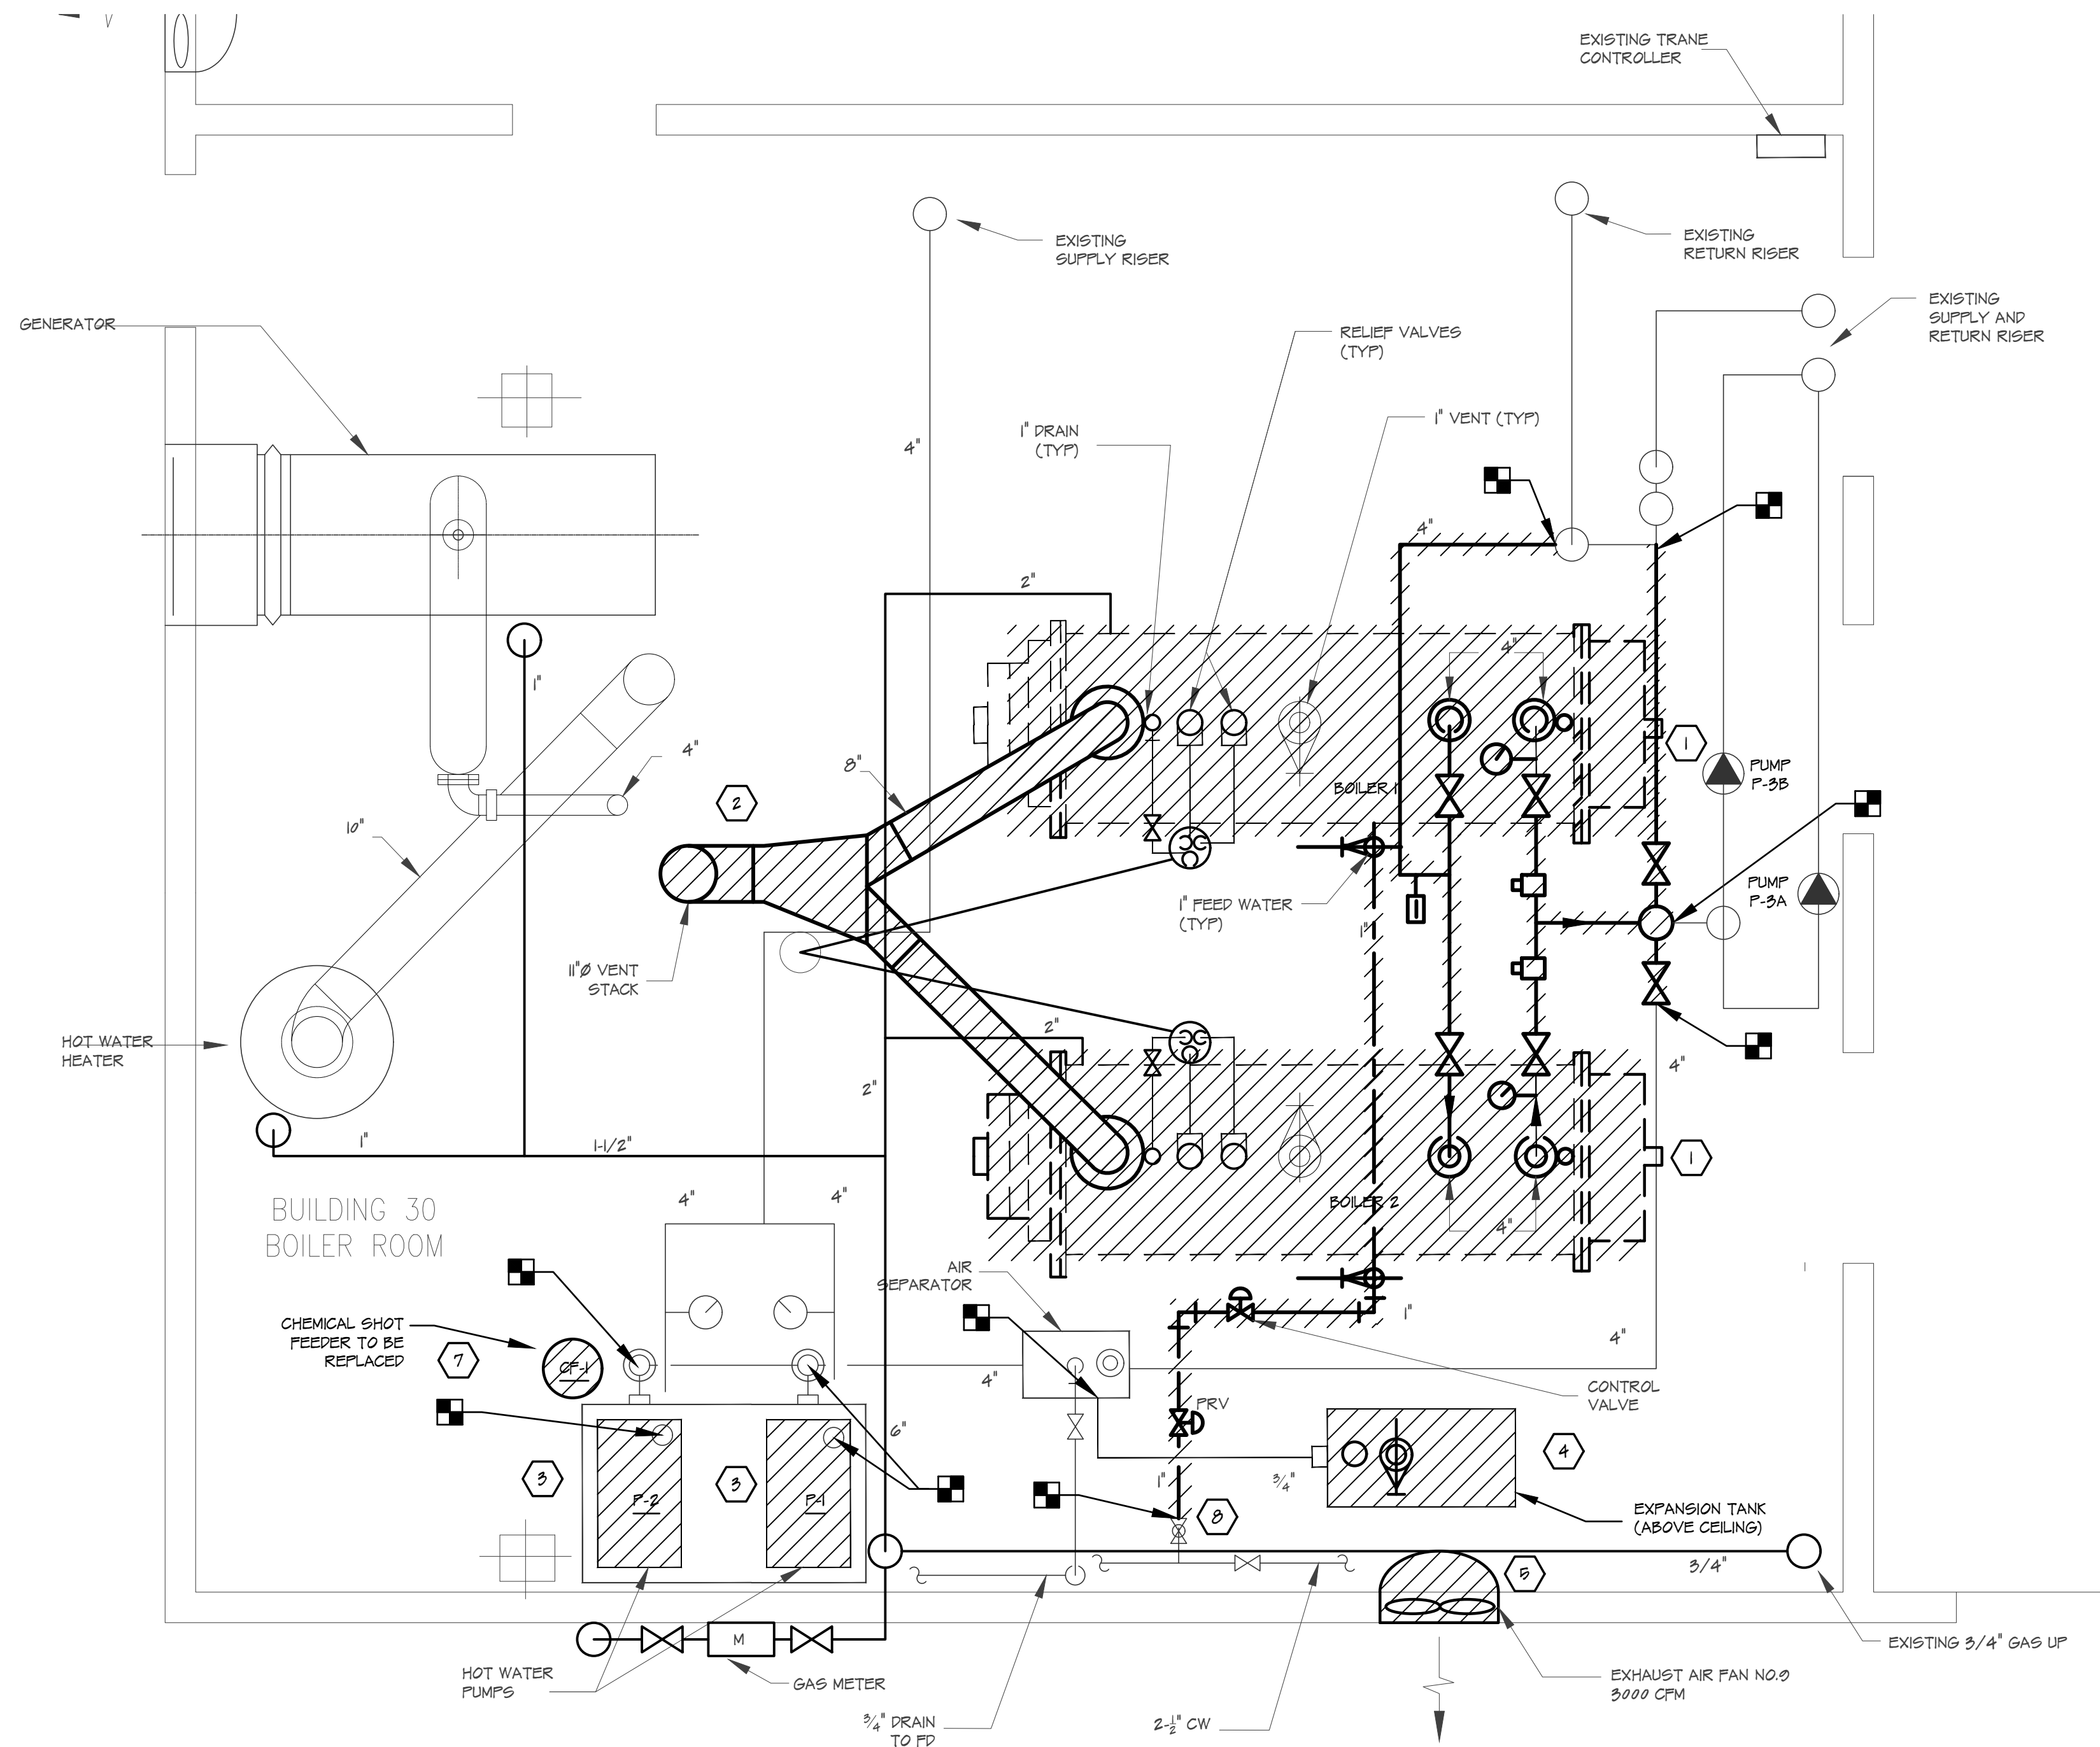 EXISTING TRANE
CONTROLLER
EXISTING
SUPPLY RISER
EXISTING
RETURN RISER
EXISTING
SUPPLY AND
RETURN RISER
GENERATOR
RELIEF VALVES
(TYP)
1" VENT (TYP)
1" DRAIN
(TYP)
4"
4"
2"
1"
4"
4"
8"
2
10"
1
PUMP
P-3B
BOILER 1
PUMP
P-3A
1" FEED WATER
(TYP)
1"
11"Ø VENT
STACK
HOT WATER
HEATER
2"
2"
4"
1"
1-1/2"
1
4"
4"
BOILER 2
4"
BUILDING 30
BOILER ROOM
AIR
SEPARATOR
1"
4"
CHEMICAL SHOT
FEEDER TO BE
REPLACED
7
CF-1
4"
CONTROL
VALVE
PRV
6"
4
3
3
P-2
P-1
1"
3/4"
8
EXPANSION TANK
(ABOVE CEILING)
3/4"
5
M
GAS METER
HOT WATER
PUMPS
3/4" DRAIN
TO FD
2-1/2" CW
EXISTING 3/4" GAS UP
EXHAUST AIR FAN NO.9
3000 CFM